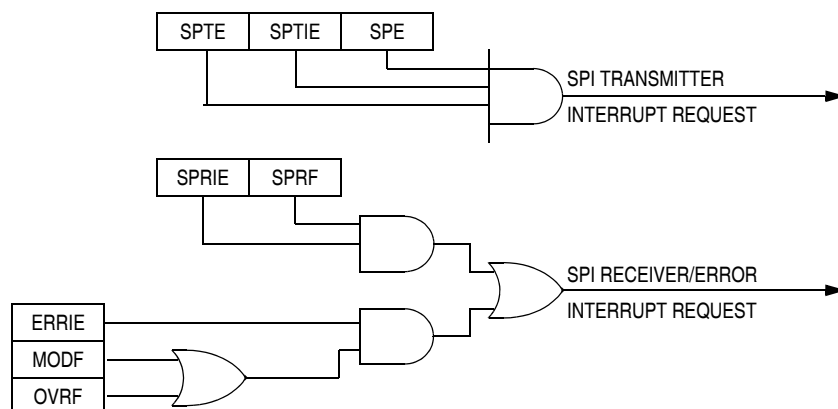 SPTE SPTIE SPE
SPI TRANSMITTER
INTERRUPT REQUEST
SPRIE SPRF
SPI RECEIVER/ERROR
INTERRUPT REQUEST
ERRIE
MODF
OVRF